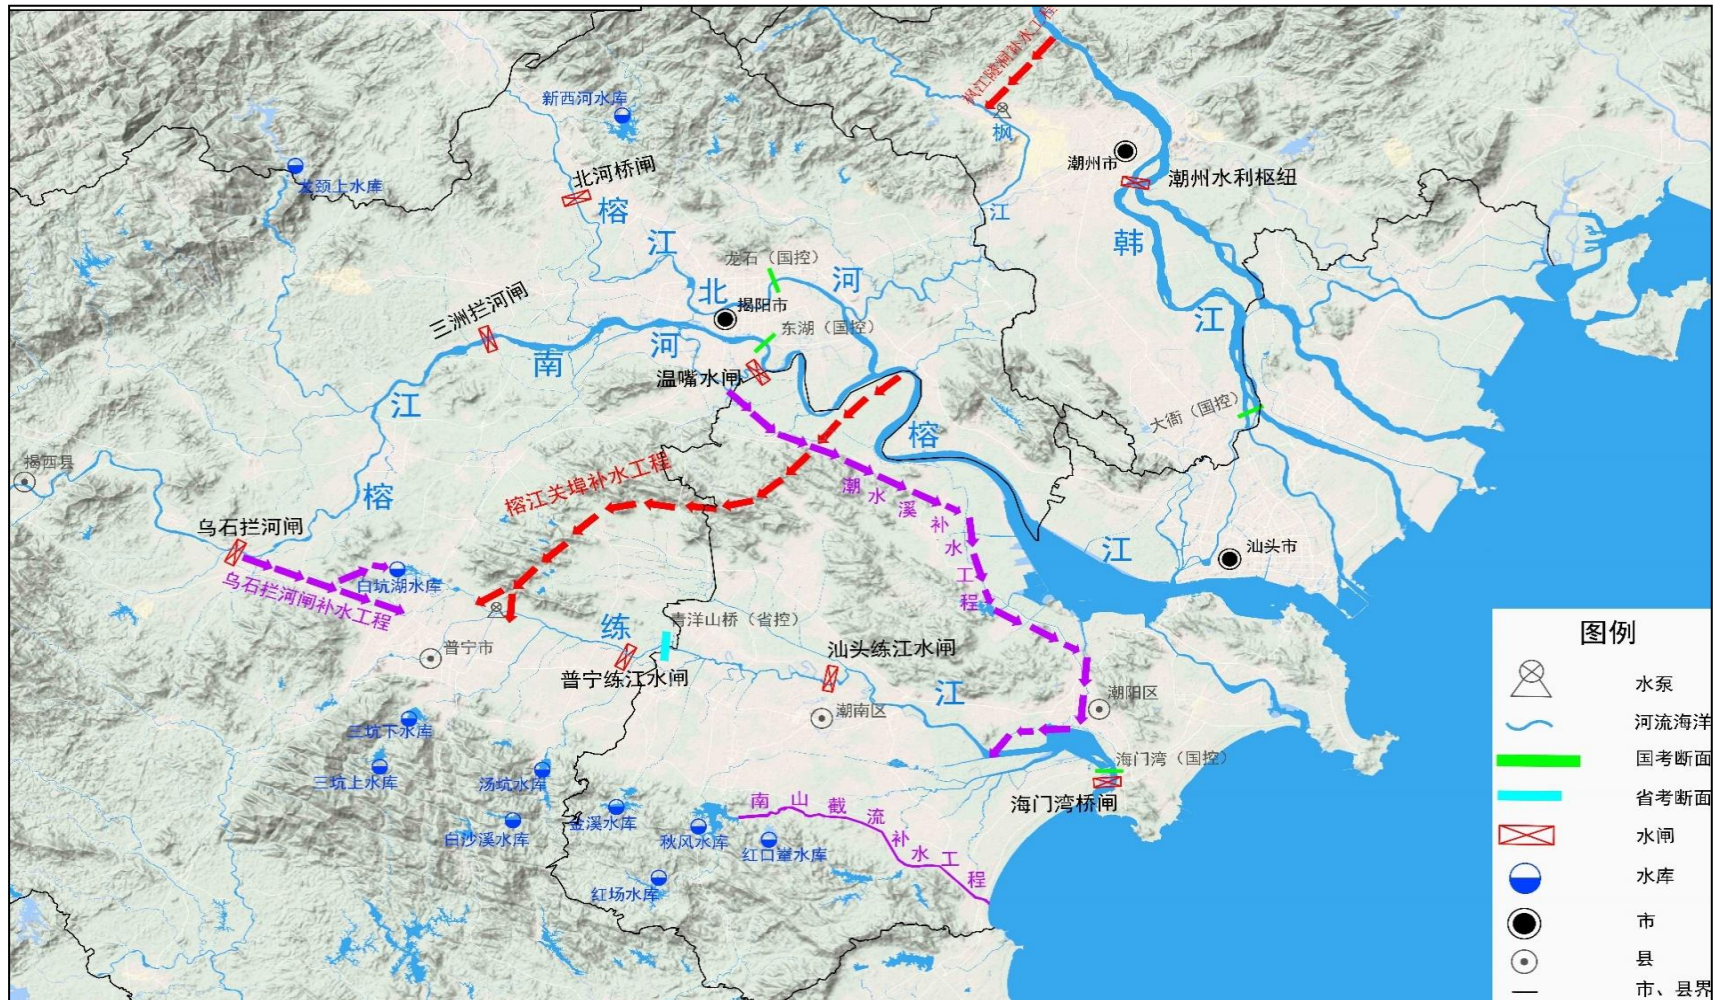 枫江隧洞补水工程
新西河水库
枫
潮州市
北河桥闸
潮州水利枢纽
龙颈上水库
榕
江
江
韩
龙石（国控）
河
北
三洲拦河闸
揭阳市
江
东湖（国控）
河
南
温嘴水闸
江
大衙（国控）
榕
揭西县
榕江关埠补水工程
潮水溪补水工程
榕
乌石拦河闸
江
汕头市
白坑湖水库
乌石拦河闸补水工程
青洋山桥（省控）
练
普宁市
汕头练江水闸
普宁练江水闸
江
潮阳区
潮南区
三坑下水库
海门湾（国控）
三坑上水库
汤坑水库
海门湾桥闸
南山截流补水工程
金溪水库
白沙溪水库
秋风水库
红口輋水库
红场水库
图例
水泵
河流海洋
国考断面
省考断面
水闸
水库
市
县
市、县界